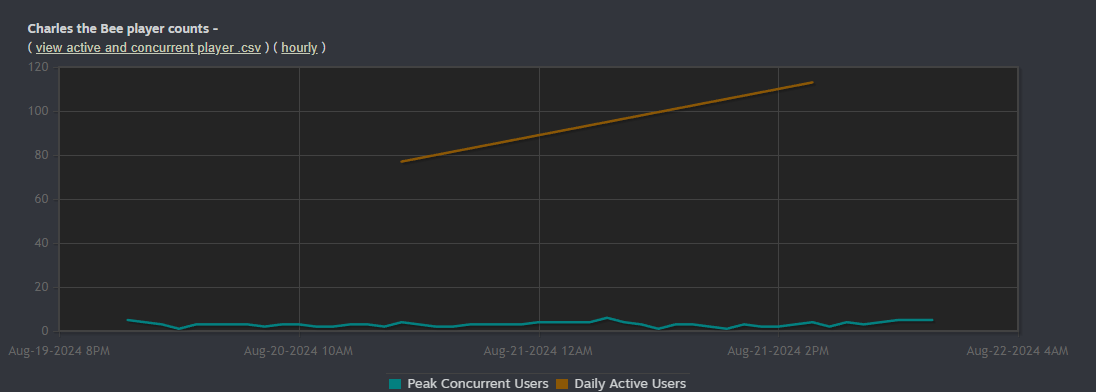 Charles the Bee player counts -
( view active and concurrent player .csv ) ( hourly )
120
100
80
60
40
20
0
Aug-19-2024 8PM Aug-20-2024 10AM Aug-21-2024 12AM Aug-21-2024 2PM Aug-22-2024 4AM
Peak Concurrent Users Daily Active Users